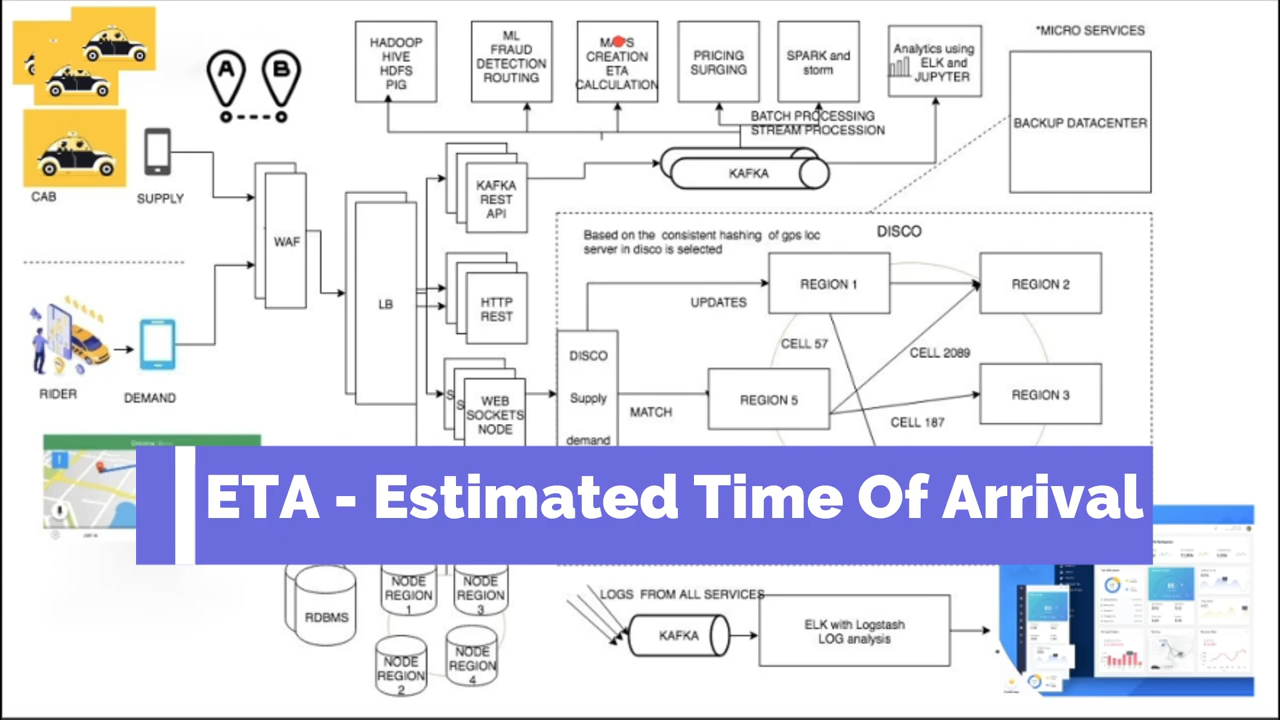 HADOOP
HIVE
HDFS
PIG
ML
FRAUD
DETECTION
ROUTING
CREATION
ETA
CALCULATION
PRICING
SURGING
SPARK and
storm
Analytics using
ELK and
JUPYTER
*MICRO SERVICES
BACKUP DATACENTER
A
B
BATCH PROCESSING
STREAM PROCESSION
KAFKA
CAB
SUPPLY
WAF
KAFKA
REST
API
LB
HTTP
REST
Based on the consistent hashing of gps loc
server in disco is selected
DISCO
REGION 1
REGION 2
UPDATES
CELL 57
CELL 2089
DISCO
Supply
demand
MATCH
REGION 5
REGION 3
CELL 187
RIDER
DEMAND
S
S
WEB
SOCKETS
NODE
ETA - Estimated Time Of Arrival
RDBMS
NODE
REGION
1
NODE
REGION
3
NODE
REGION
2
NODE
REGION
4
LOGS FROM ALL SERVICES
KAFKA
ELK with Logstash
LOG analysis